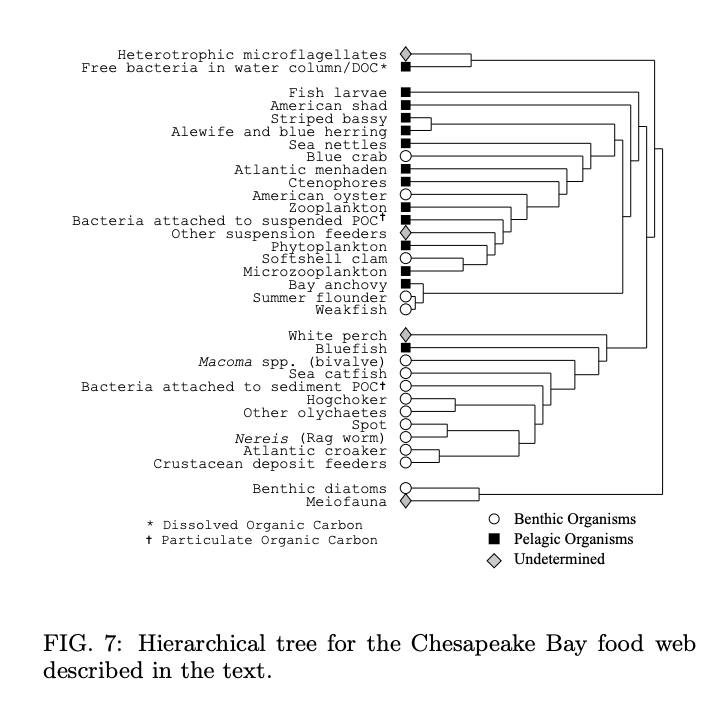 Heterotrophic microflagellates
Free bacteria in water column/DOC*
Fish larvae
American shad
Striped bassy
Alewife and blue herring
Sea nettles
Blue crab
Atlantic menhaden
Ctenophores
American oyster
Zooplankton
Bacteria attached to suspended POC†
Other suspension feeders
Phytoplankton
Softshell clam
Microzooplankton
Bay anchovy
Summer flounder
Weakfish
White perch
Bluefish
Macoma spp. (bivalve)
Sea catfish
Bacteria attached to sediment POC†
Hogchoker
Other olychaetes
Spot
Nereis (Rag worm)
Atlantic croaker
Crustacean deposit feeders
Benthic diatoms
Meiofauna
* Dissolved Organic Carbon
† Particulate Organic Carbon
Benthic Organisms
Pelagic Organisms
Undetermined
FIG. 7: Hierarchical tree for the Chesapeake Bay food web
described in the text.